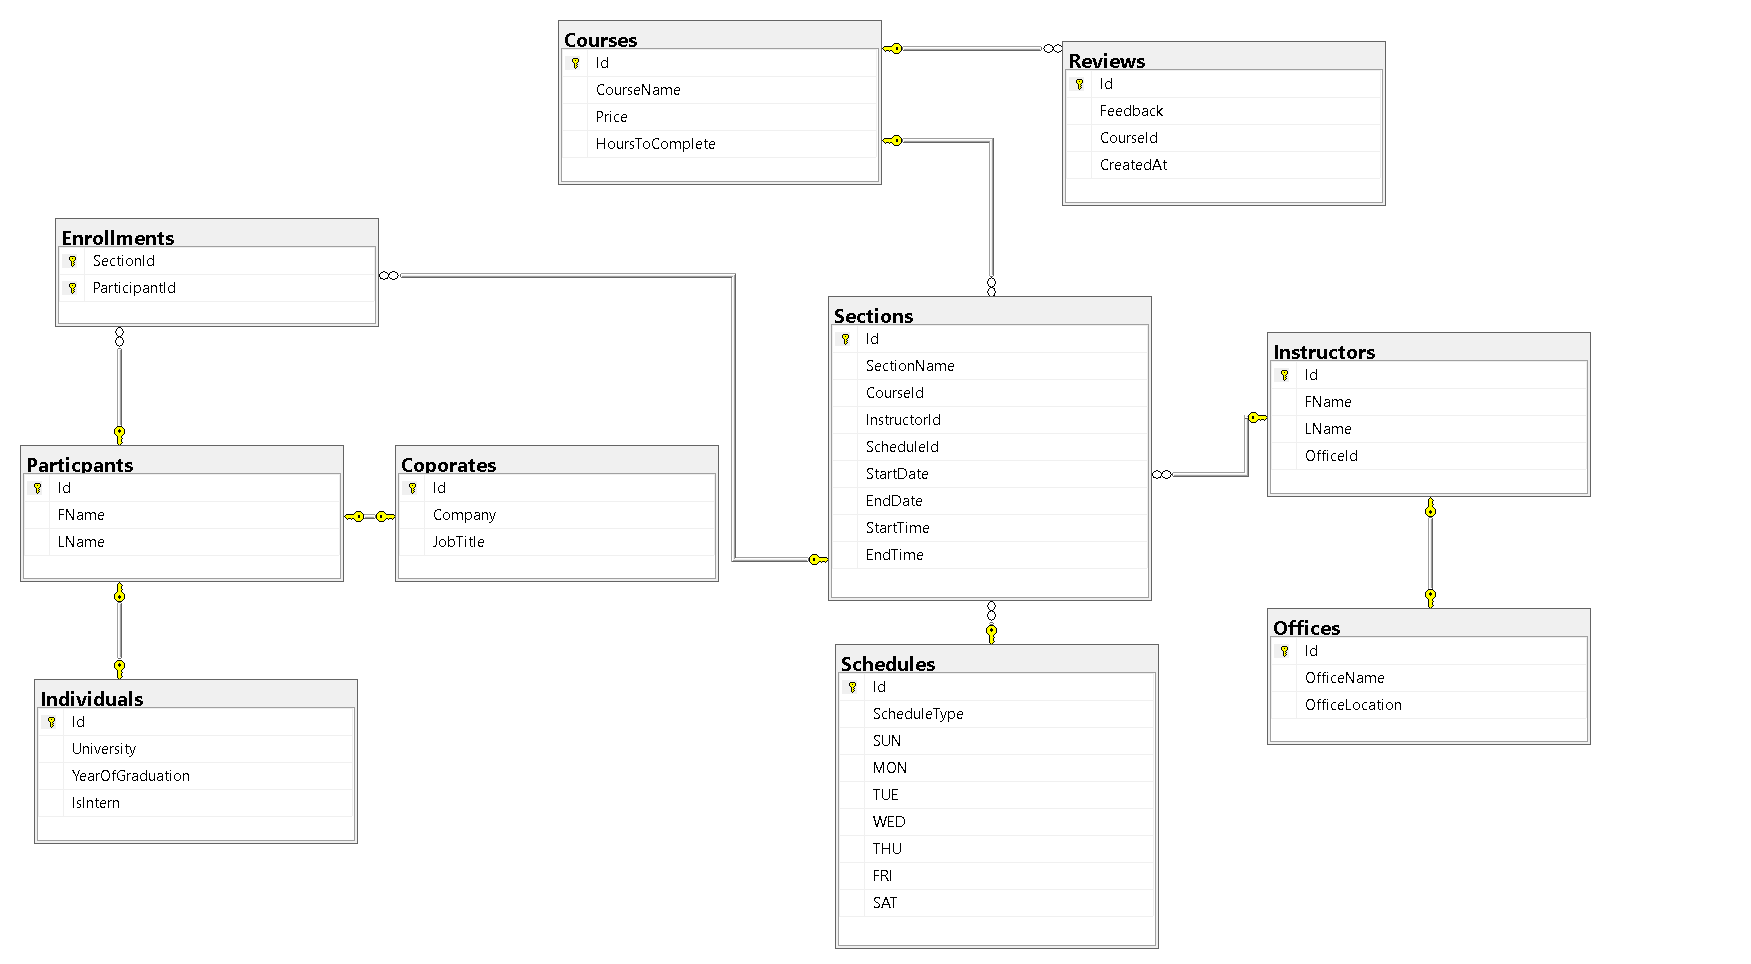 Courses
Id
CourseName
Price
HoursToComplete
Reviews
Id
Feedback
CourseId
CreatedAt
Enrollments
SectionId
ParticipantId
Sections
Id
SectionName
CourseId
InstructorId
ScheduleId
StartDate
EndDate
StartTime
EndTime
Instructors
Id
FName
LName
OfficeId
Particpants
Id
FName
LName
Coporates
Id
Company
JobTitle
Offices
Id
OfficeName
OfficeLocation
Individuals
Id
University
YearOfGraduation
IsIntern
Schedules
Id
ScheduleType
SUN
MON
TUE
WED
THU
FRI
SAT